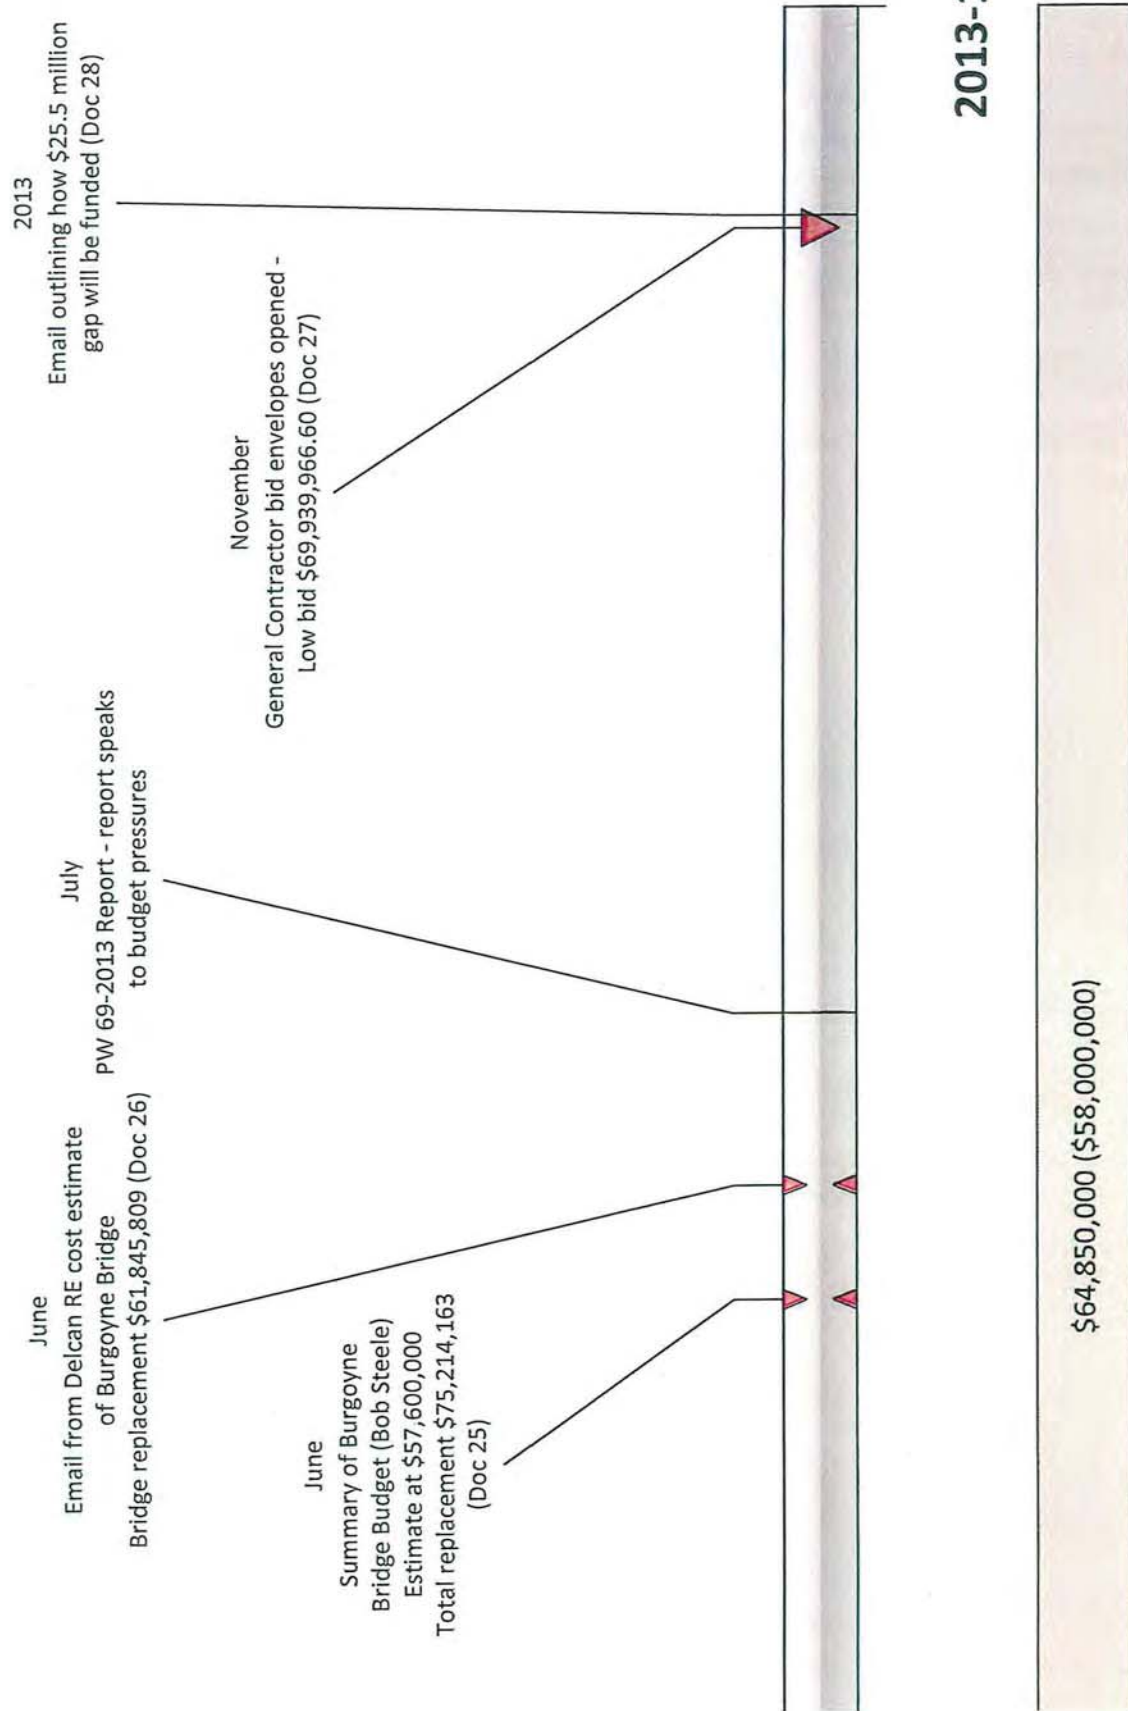 June
Email from Delcan RE cost estimate
of Burgoyne Bridge
Bridge replacement $61,845,809 (Doc 26)
June
Summary of Burgoyne
Bridge Budget (Bob Steele)
Estimate at $57,600,000
Total replacement $75,214,163
(Doc 25)
July
PW 69-2013 Report - report speaks
to budget pressures
November
General Contractor bid envelopes opened -
Low bid $69,939,966.60 (Doc 27)
2013
Email outlining how $25.5 million
gap will be funded (Doc 28)
2013-
$64,850,000 ($58,000,000)